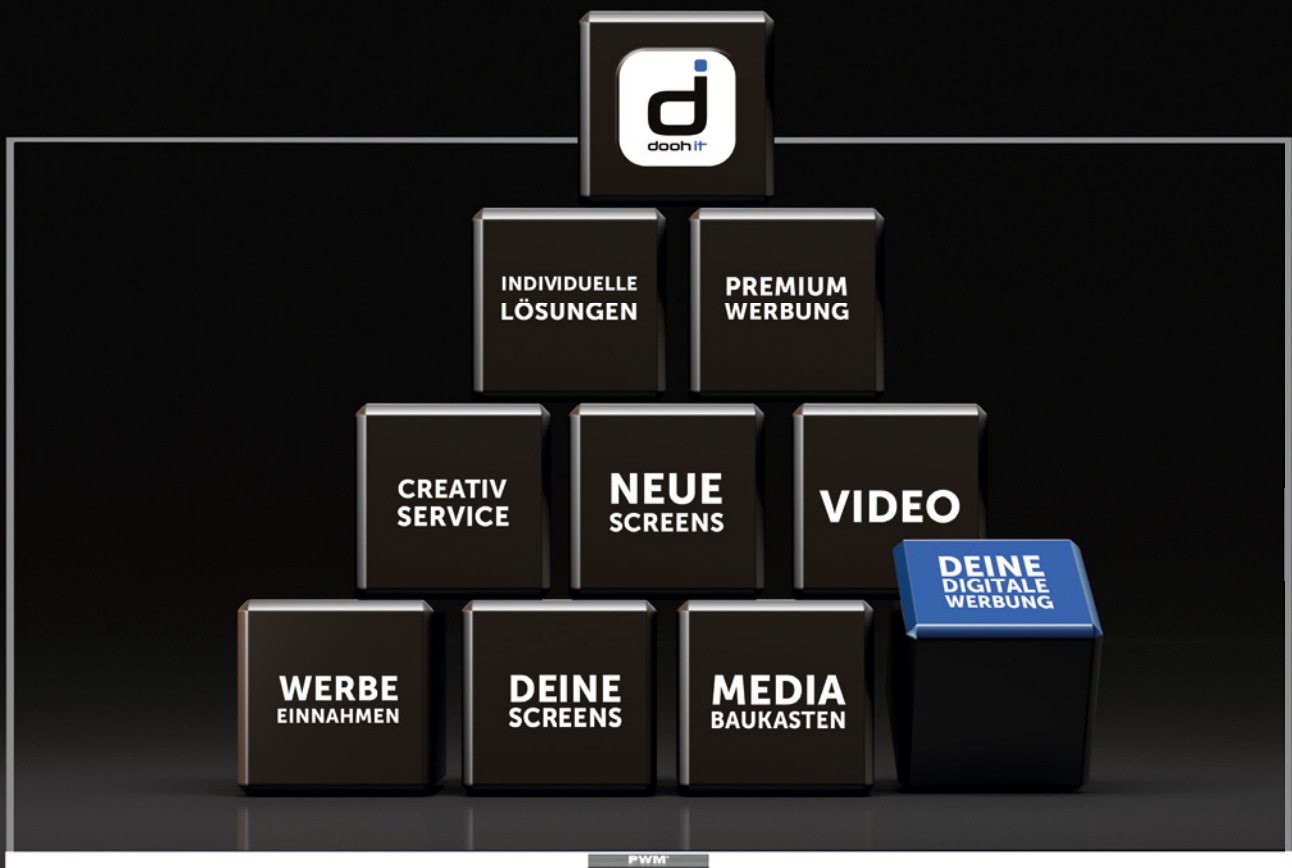 d
dooh it
INDIVIDUELLE
LÖSUNGEN
PREMIUM
WERBUNG
CREATIV
SERVICE
NEUE
SCREENS
VIDEO
DEINE
DIGITALE
WERBUNG
WERBE
EINNAHMEN
DEINE
SCREENS
MEDIA
BAUKASTEN
PWM